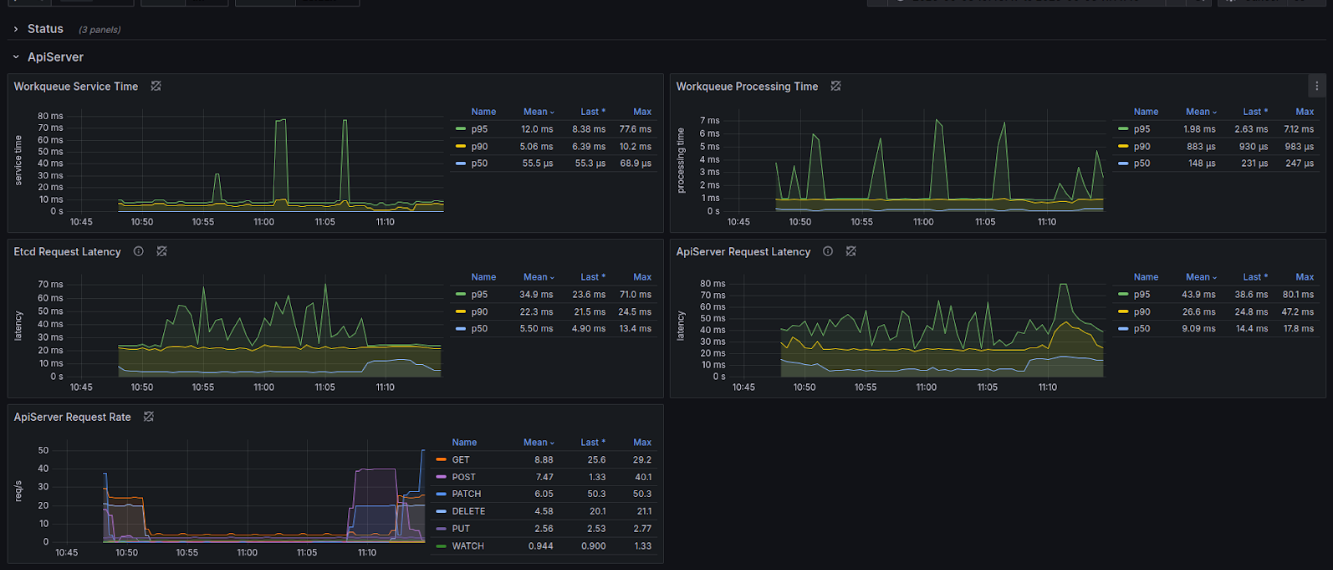 Status (3 panels)
ApiServer
Workqueue Service Time
Name Mean Last * Max
p95 12.0 ms 8.38 ms 77.6 ms
p90 5.06 ms 6.39 ms 10.2 ms
p50 55.5 µs 55.3 µs 68.9 µs
service time
80 ms
70 ms
60 ms
50 ms
40 ms
30 ms
20 ms
10 ms
0 s
10:45 10:50 10:55 11:00 11:05 11:10
Workqueue Processing Time
Name Mean Last * Max
p95 1.98 ms 2.63 ms 7.12 ms
p90 883 µs 930 µs 983 µs
p50 148 µs 231 µs 247 µs
processing time
7 ms
6 ms
5 ms
4 ms
3 ms
2 ms
1 ms
0 s
10:45 10:50 10:55 11:00 11:05 11:10
Etcd Request Latency
Name Mean Last * Max
p95 34.9 ms 23.6 ms 71.0 ms
p90 22.3 ms 21.5 ms 24.5 ms
p50 5.50 ms 4.90 ms 13.4 ms
latency
70 ms
60 ms
50 ms
40 ms
30 ms
20 ms
10 ms
0 s
10:45 10:50 10:55 11:00 11:05 11:10
ApiServer Request Latency
Name Mean Last * Max
p95 43.9 ms 38.6 ms 80.1 ms
p90 26.6 ms 24.8 ms 47.2 ms
p50 9.09 ms 14.4 ms 17.8 ms
latency
80 ms
70 ms
60 ms
50 ms
40 ms
30 ms
20 ms
10 ms
0 s
10:45 10:50 10:55 11:00 11:05 11:10
ApiServer Request Rate
Name Mean Last * Max
GET 8.88 25.6 29.2
POST 7.47 1.33 40.1
PATCH 6.05 50.3 50.3
DELETE 4.58 20.1 21.1
PUT 2.56 2.53 2.77
WATCH 0.944 0.900 1.33
req/s
50
40
30
20
10
0
10:45 10:50 10:55 11:00 11:05 11:10